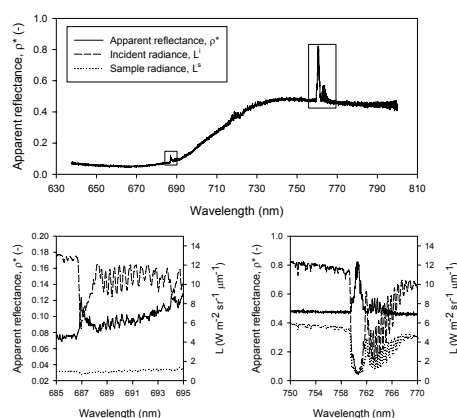 Apparent reflectance, ρ* (-)
1.0
0.8
0.6
0.4
0.2
0.0
Apparent reflectance, ρ*
Incident radiance, Lⁱ
Sample radiance, Lˢ
630 650 670 690 710 730 750 770 790 810
Wavelength (nm)
Apparent reflectance, ρ* (-)
0.20
0.18
0.16
0.14
0.12
0.10
0.08
0.06
0.04
0.02
14
12
10
8
6
4
2
0
L (W m⁻² sr⁻¹ μm⁻¹)
685 687 689 691 693 695
Wavelength (nm)
Apparent reflectance, ρ* (-)
1.0
0.8
0.6
0.4
0.2
0.0
14
12
10
8
6
4
2
0
L (W m⁻² sr⁻¹ μm⁻¹)
750 754 758 762 766 770
Wavelength (nm)